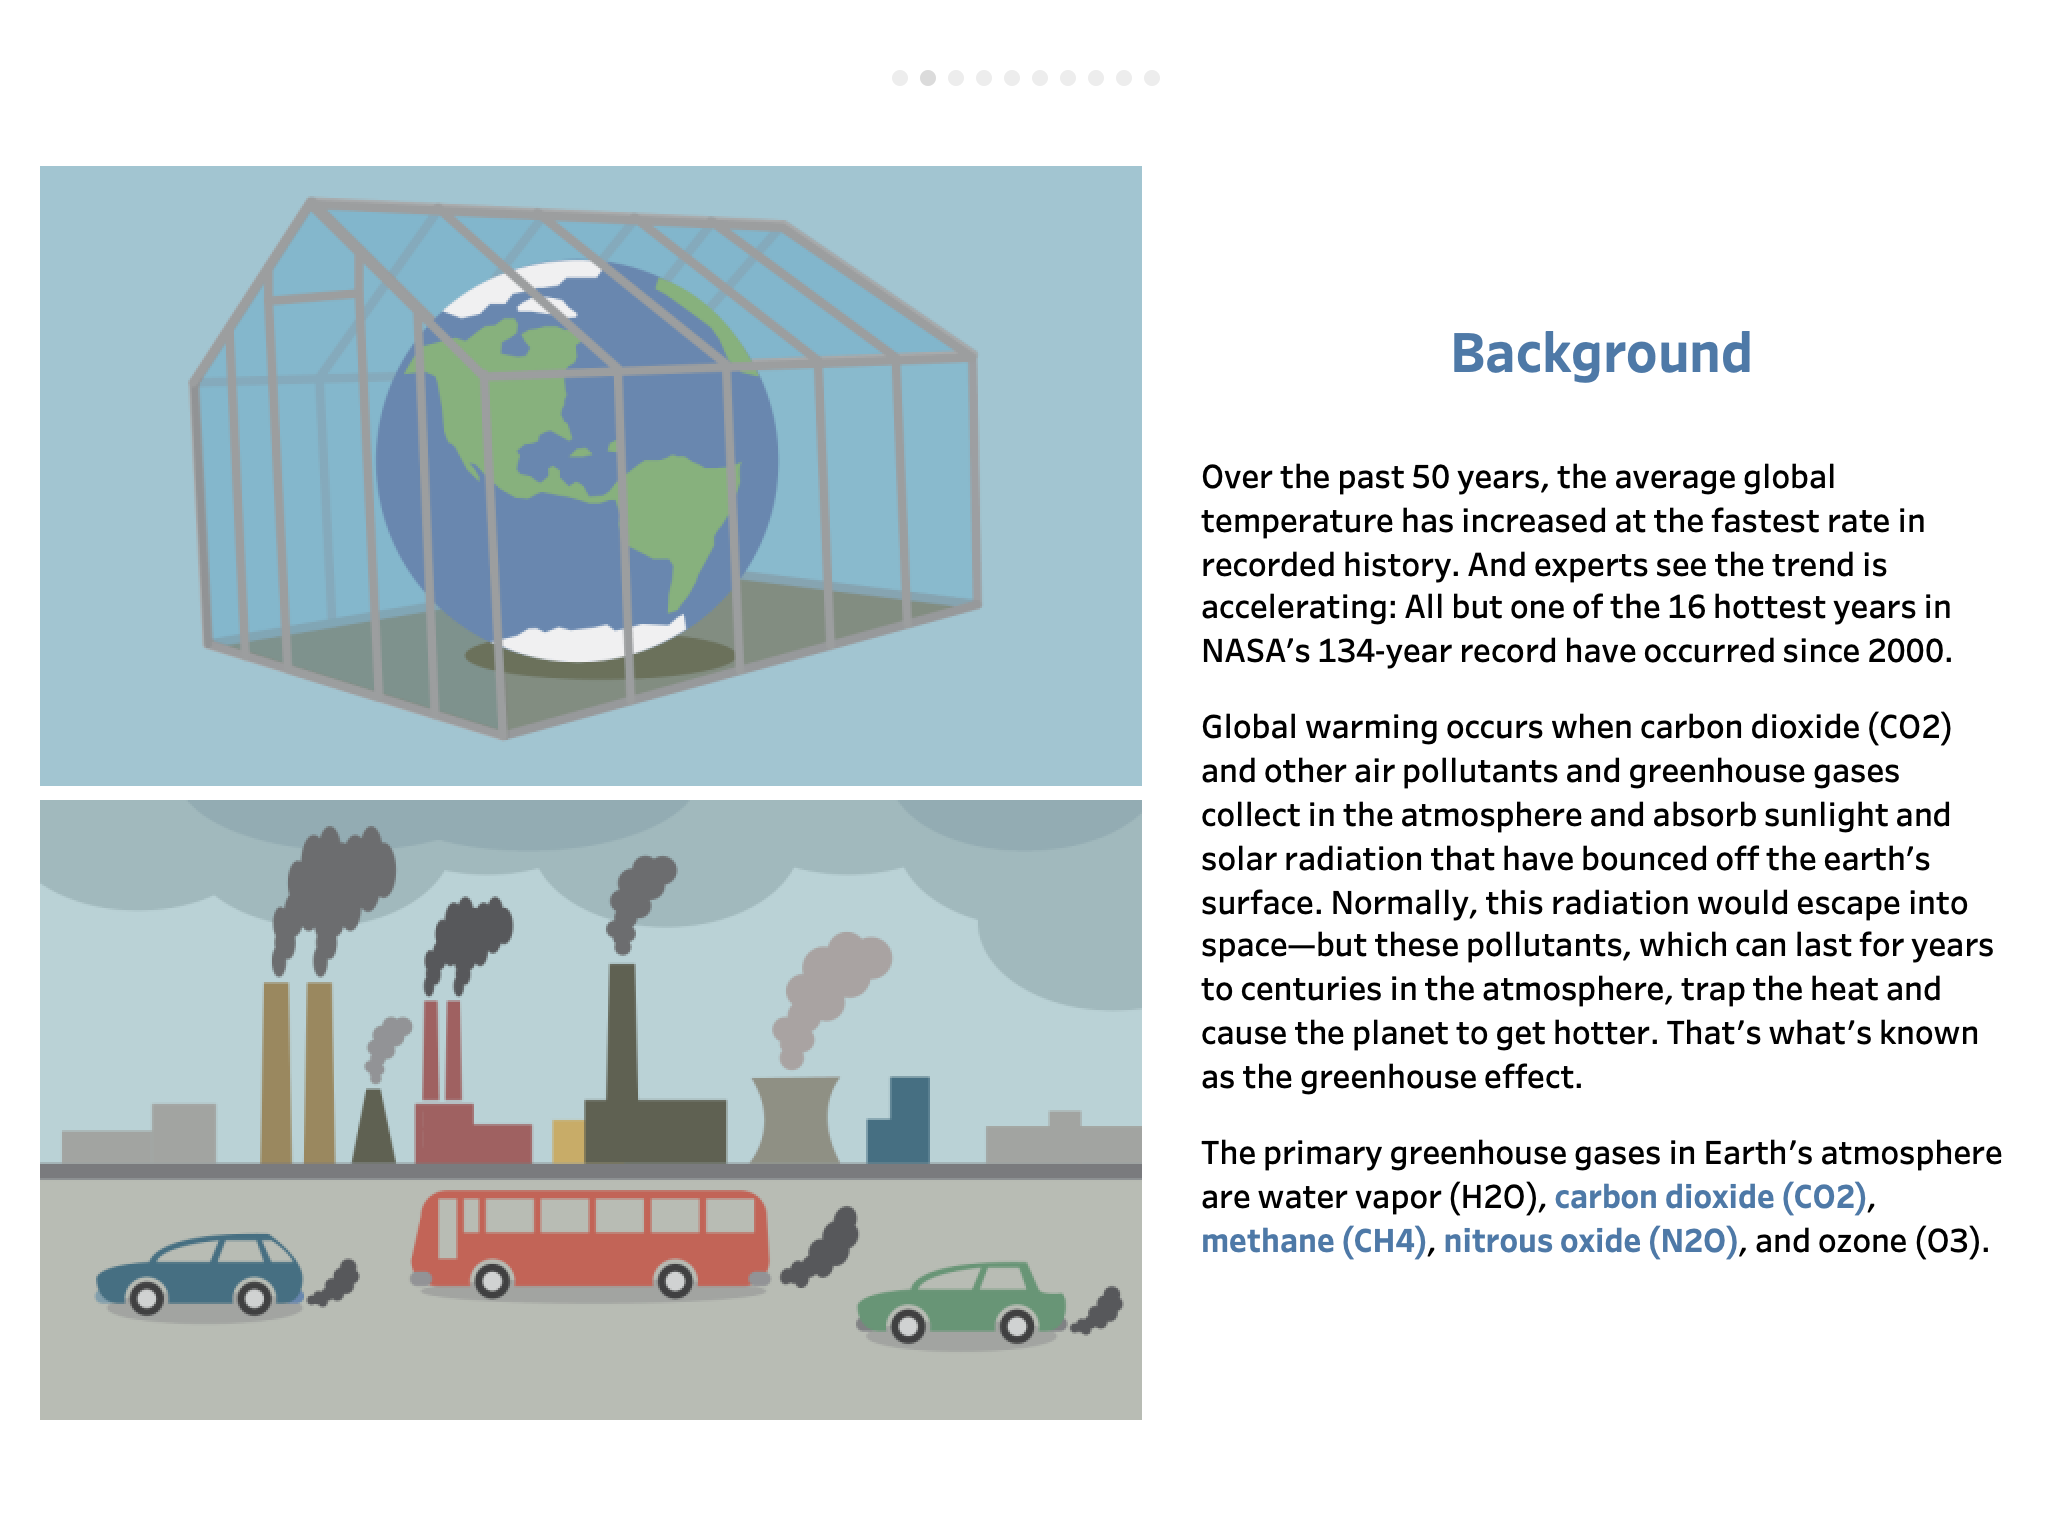 Background
Over the past 50 years, the average global
temperature has increased at the fastest rate in
recorded history. And experts see the trend is
accelerating: All but one of the 16 hottest years in
NASA’s 134-year record have occurred since 2000.
Global warming occurs when carbon dioxide (CO2)
and other air pollutants and greenhouse gases
collect in the atmosphere and absorb sunlight and
solar radiation that have bounced off the earth’s
surface. Normally, this radiation would escape into
space—but these pollutants, which can last for years
to centuries in the atmosphere, trap the heat and
cause the planet to get hotter. That’s what’s known
as the greenhouse effect.
The primary greenhouse gases in Earth’s atmosphere
are water vapor (H2O), carbon dioxide (CO2),
methane (CH4), nitrous oxide (N2O), and ozone (O3).